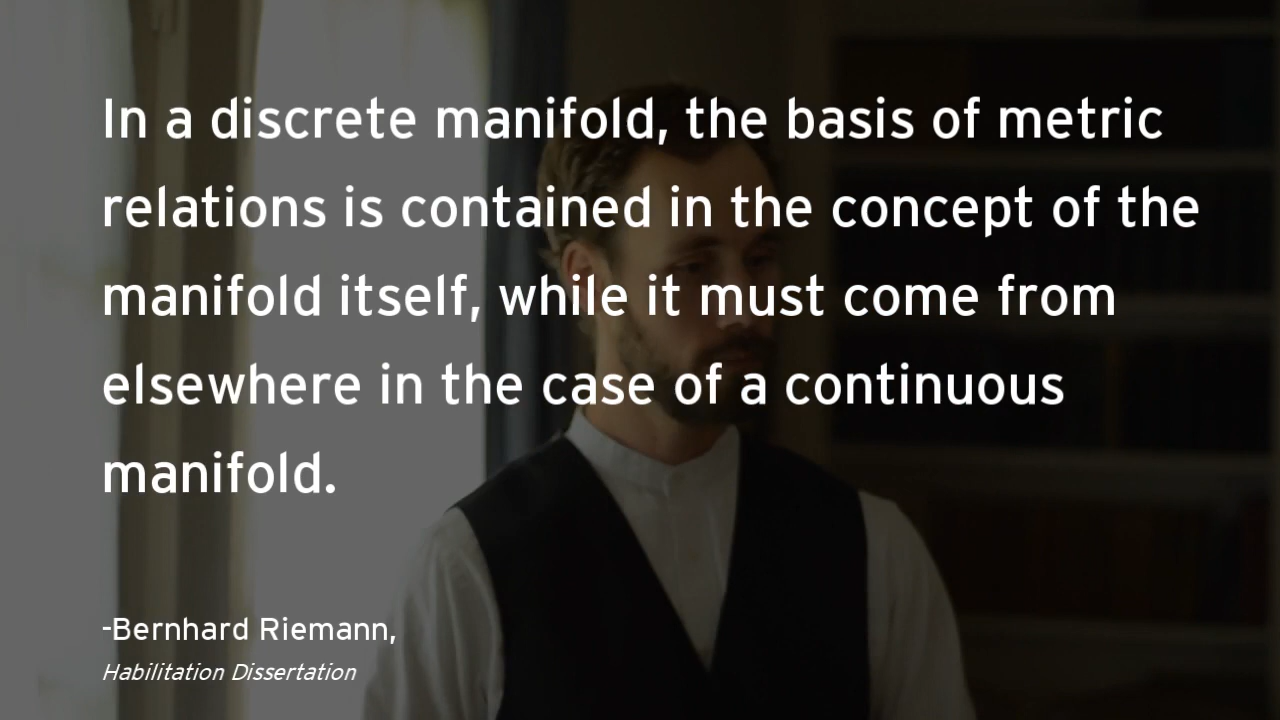 In a discrete manifold, the basis of metric
relations is contained in the concept of the
manifold itself, while it must come from
elsewhere in the case of a continuous
manifold.
-Bernhard Riemann,
Habilitation Dissertation